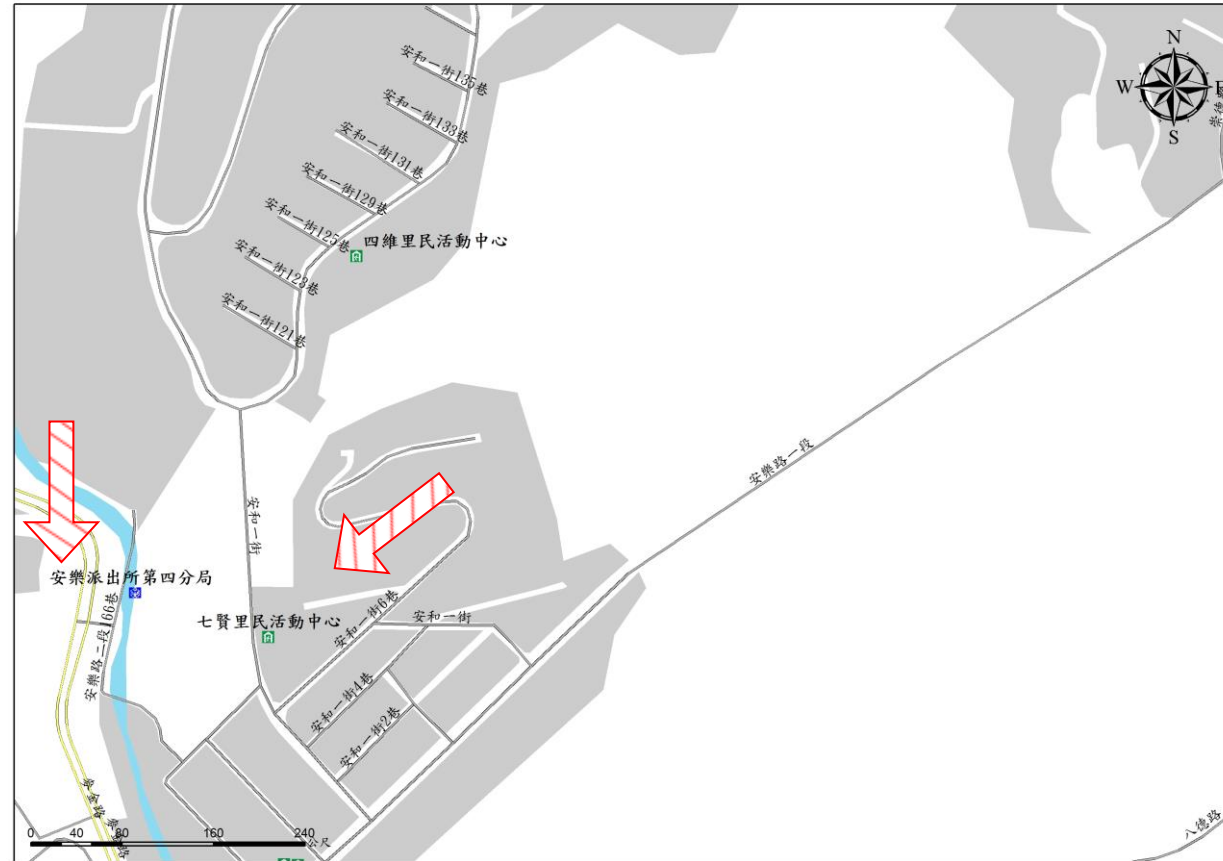 安和一街135巷
N
W
E
S
安和一街133巷
安和一街131巷
安和一街129巷
安和一街125巷
四維里民活動中心
安和一街123巷
安和一街121巷
安樂路一段
安和一街
安樂派出所第四分局
安樂路二段166巷
七賢里民活動中心
安和一街6巷
安和一街
安和一街4巷
安和一街2巷
八德路
0 40 80 160 240
公尺